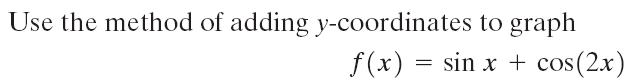 Use the method of adding y-coordinates to graph
f(x) = sin x + cos(2x)